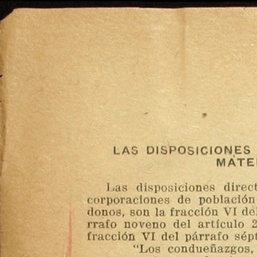 LAS DISPOSICIONES
MATE
Las disposiciones direct
corporaciones de población
donos, son la fracción VI de
rrafo noveno del artículo 2
fracción VI del párrafo sépt
"Los condueñazgos,